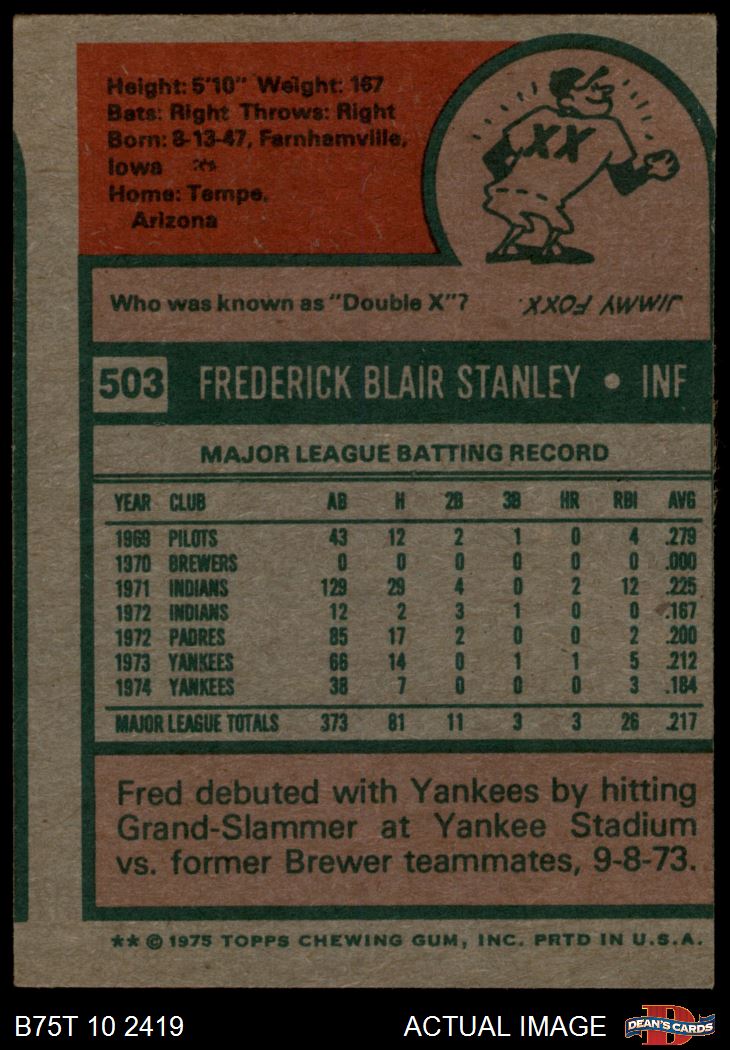 Height: 5'10" Weight: 167
Bats: Right Throws: Right
Born: 8-13-47, Farnhamville,
Iowa **
Home: Tempe,
Arizona
XX
Who was known as "Double X"?
JIMMY FOXX.
503 FREDERICK BLAIR STANLEY • INF
MAJOR LEAGUE BATTING RECORD
YEAR CLUB AB H 2B 3B HR RBI AVG
1969 PILOTS 43 12 2 1 0 4 .279
1970 BREWERS 0 0 0 0 0 0 .000
1971 INDIANS 129 29 4 0 2 12 .225
1972 INDIANS 12 2 3 1 0 0 .167
1972 PADRES 85 17 2 0 0 2 .200
1973 YANKEES 66 14 0 1 1 5 .212
1974 YANKEES 38 7 0 0 0 3 .184
MAJOR LEAGUE TOTALS 373 81 11 3 3 26 .217
Fred debuted with Yankees by hitting
Grand-Slammer at Yankee Stadium
vs. former Brewer teammates, 9-8-73.
** © 1975 TOPPS CHEWING GUM, INC. PRTD IN U.S.A.
B75T 10 2419 ACTUAL IMAGE D DEAN'S CARDS